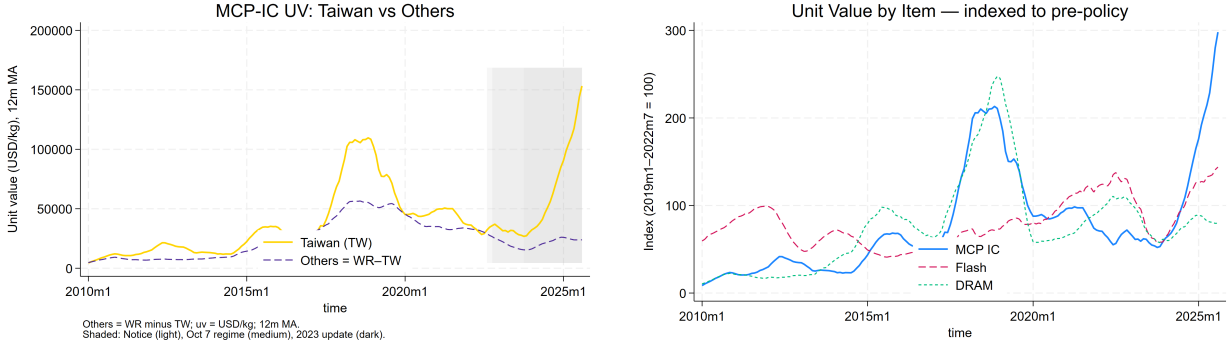 MCP-IC UV: Taiwan vs Others
Unit value (USD/kg), 12m MA
200000
150000
100000
50000
0
Taiwan (TW)
Others = WR–TW
2010m1
2015m1
2020m1
2025m1
time
Others = WR minus TW; uv = USD/kg; 12m MA.
Shaded: Notice (light), Oct 7 regime (medium), 2023 update (dark).
Unit Value by Item — indexed to pre-policy
Index (2019m1–2022m7 = 100)
300
200
100
0
MCP IC
Flash
DRAM
2010m1
2015m1
2020m1
2025m1
time